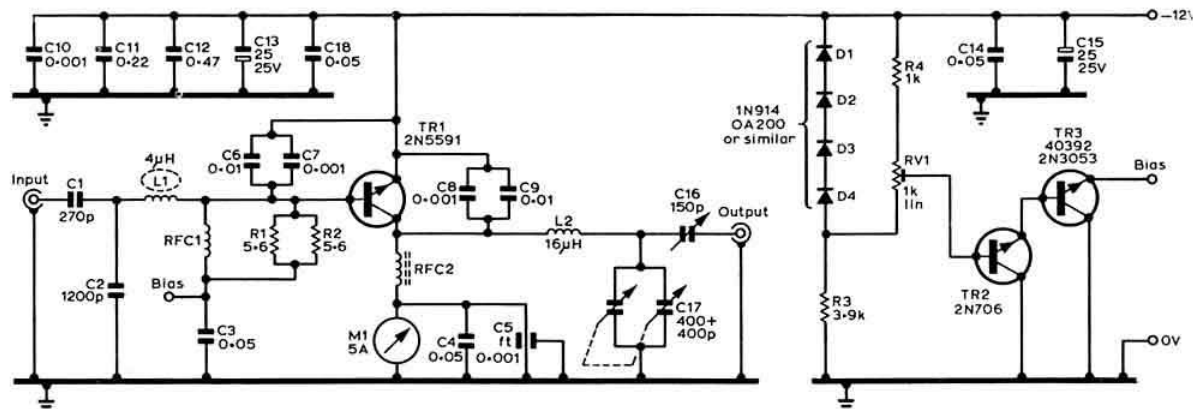 C10
0·001
C11
0·22
C12
0·47
C13
25
25V
C18
0·05
−12V
D1
D2
D3
D4
1N914
OA200
or similar
R4
1k
C14
0·05
C15
25
25V
TR1
2N5591
C6
0·01
C7
0·001
C8
0·001
C9
0·01
RV1
1k
lin
TR3
40392
2N3053
Bias
Input
C1
270p
4µH
L1
C16
150p
Output
L2
16µH
RFC1
R1
5·6
R2
5·6
RFC2
TR2
2N706
C2
1200p
Bias
C3
0·05
M1
5A
C4
0·05
C5
ft
0·001
C17
400+
400p
R3
3·9k
0V